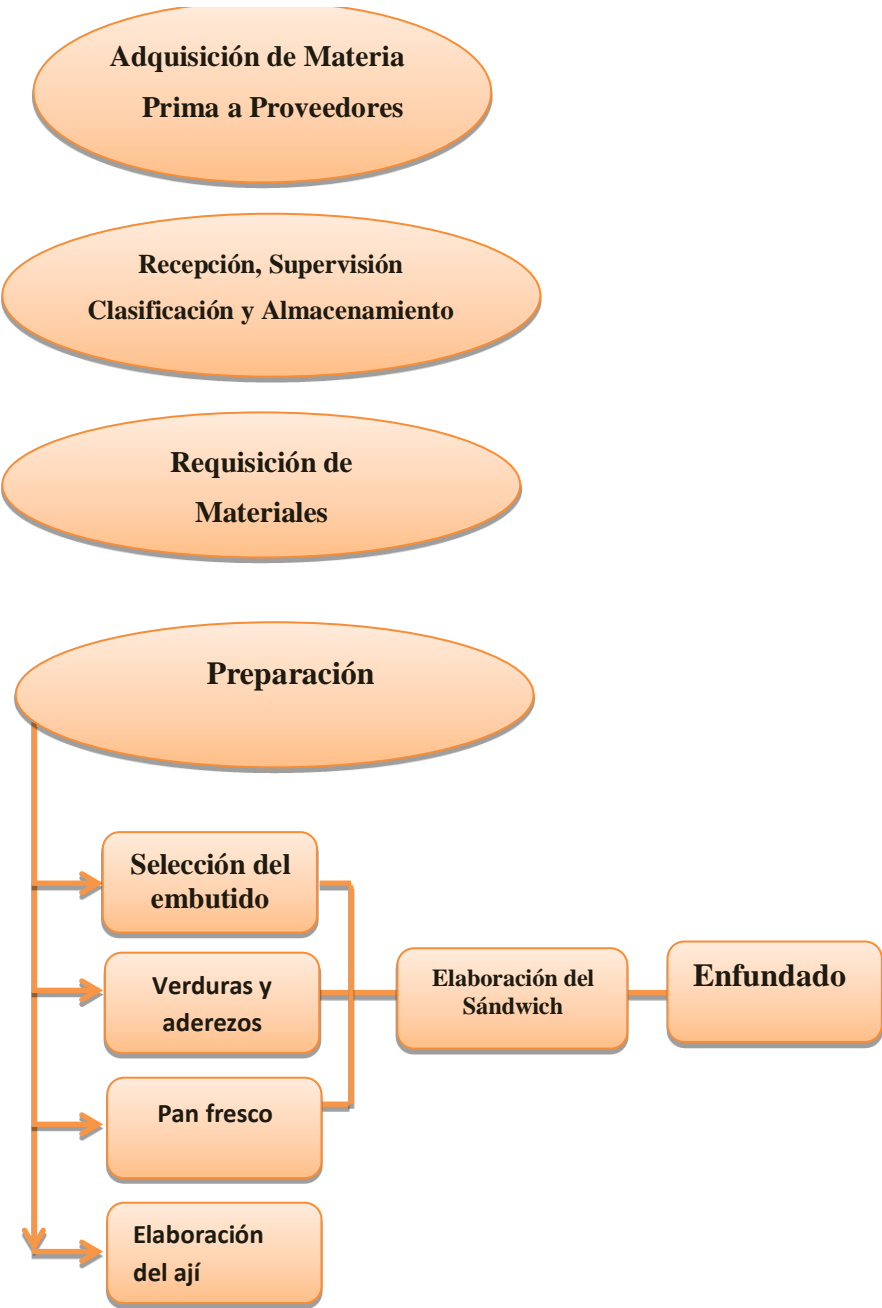 Adquisición de Materia
Prima a Proveedores
Recepción, Supervisión
Clasificación y Almacenamiento
Requisición de
Materiales
Preparación
Selección del
embutido
Verduras y
aderezos
Pan fresco
Elaboración
del ají
Elaboración del
Sándwich
Enfundado